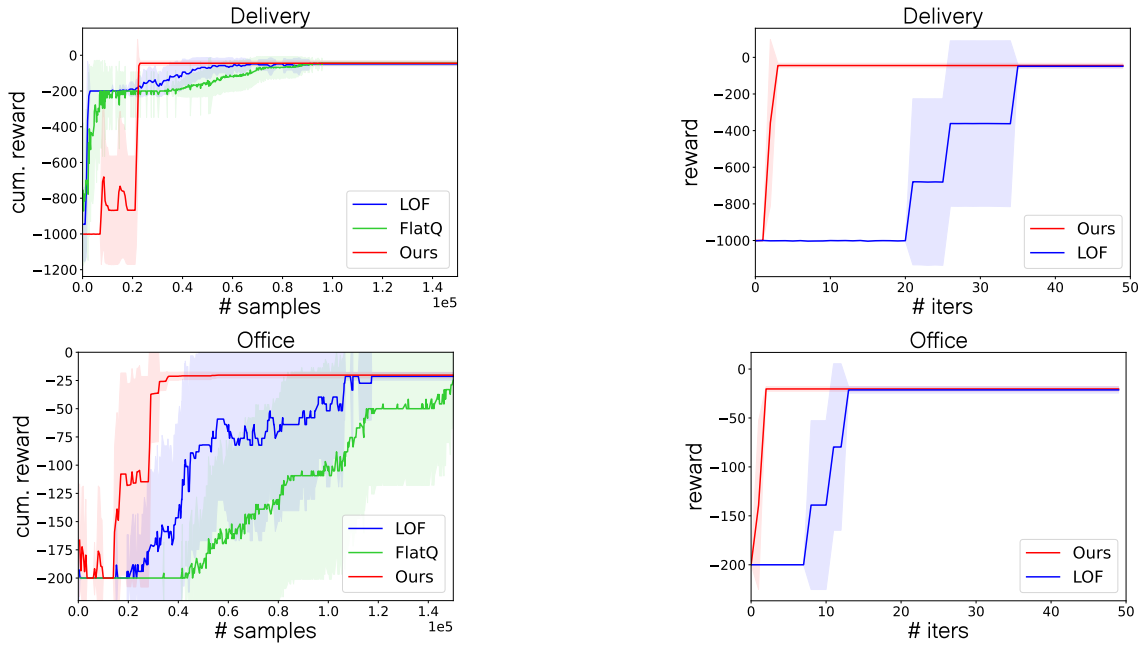 Delivery
0
−200
−400
−600
−800
−1000
−1200
cum. reward
LOF
FlatQ
Ours
0.0 0.2 0.4 0.6 0.8 1.0 1.2 1.4
1e5
# samples
Delivery
0
−200
−400
−600
−800
−1000
reward
Ours
LOF
0 10 20 30 40 50
# iters
Office
0
−25
−50
−75
−100
−125
−150
−175
−200
cum. reward
LOF
FlatQ
Ours
0.0 0.2 0.4 0.6 0.8 1.0 1.2 1.4
1e5
# samples
Office
0
−50
−100
−150
−200
reward
Ours
LOF
0 10 20 30 40 50
# iters